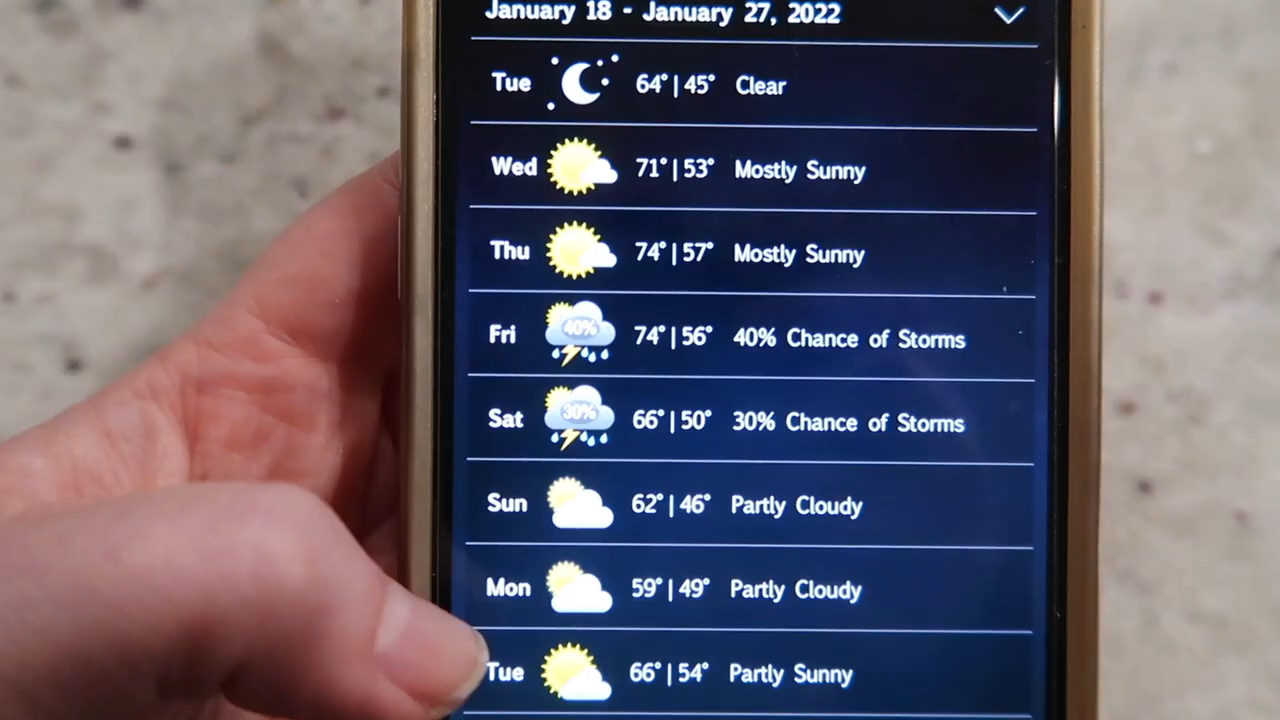 January 18 - January 27, 2022
Tue 64° | 45° Clear
Wed 71° | 53° Mostly Sunny
Thu 74° | 57° Mostly Sunny
Fri 40% 74° | 56° 40% Chance of Storms
Sat 30% 66° | 50° 30% Chance of Storms
Sun 62° | 46° Partly Cloudy
Mon 59° | 49° Partly Cloudy
Tue 66° | 54° Partly Sunny